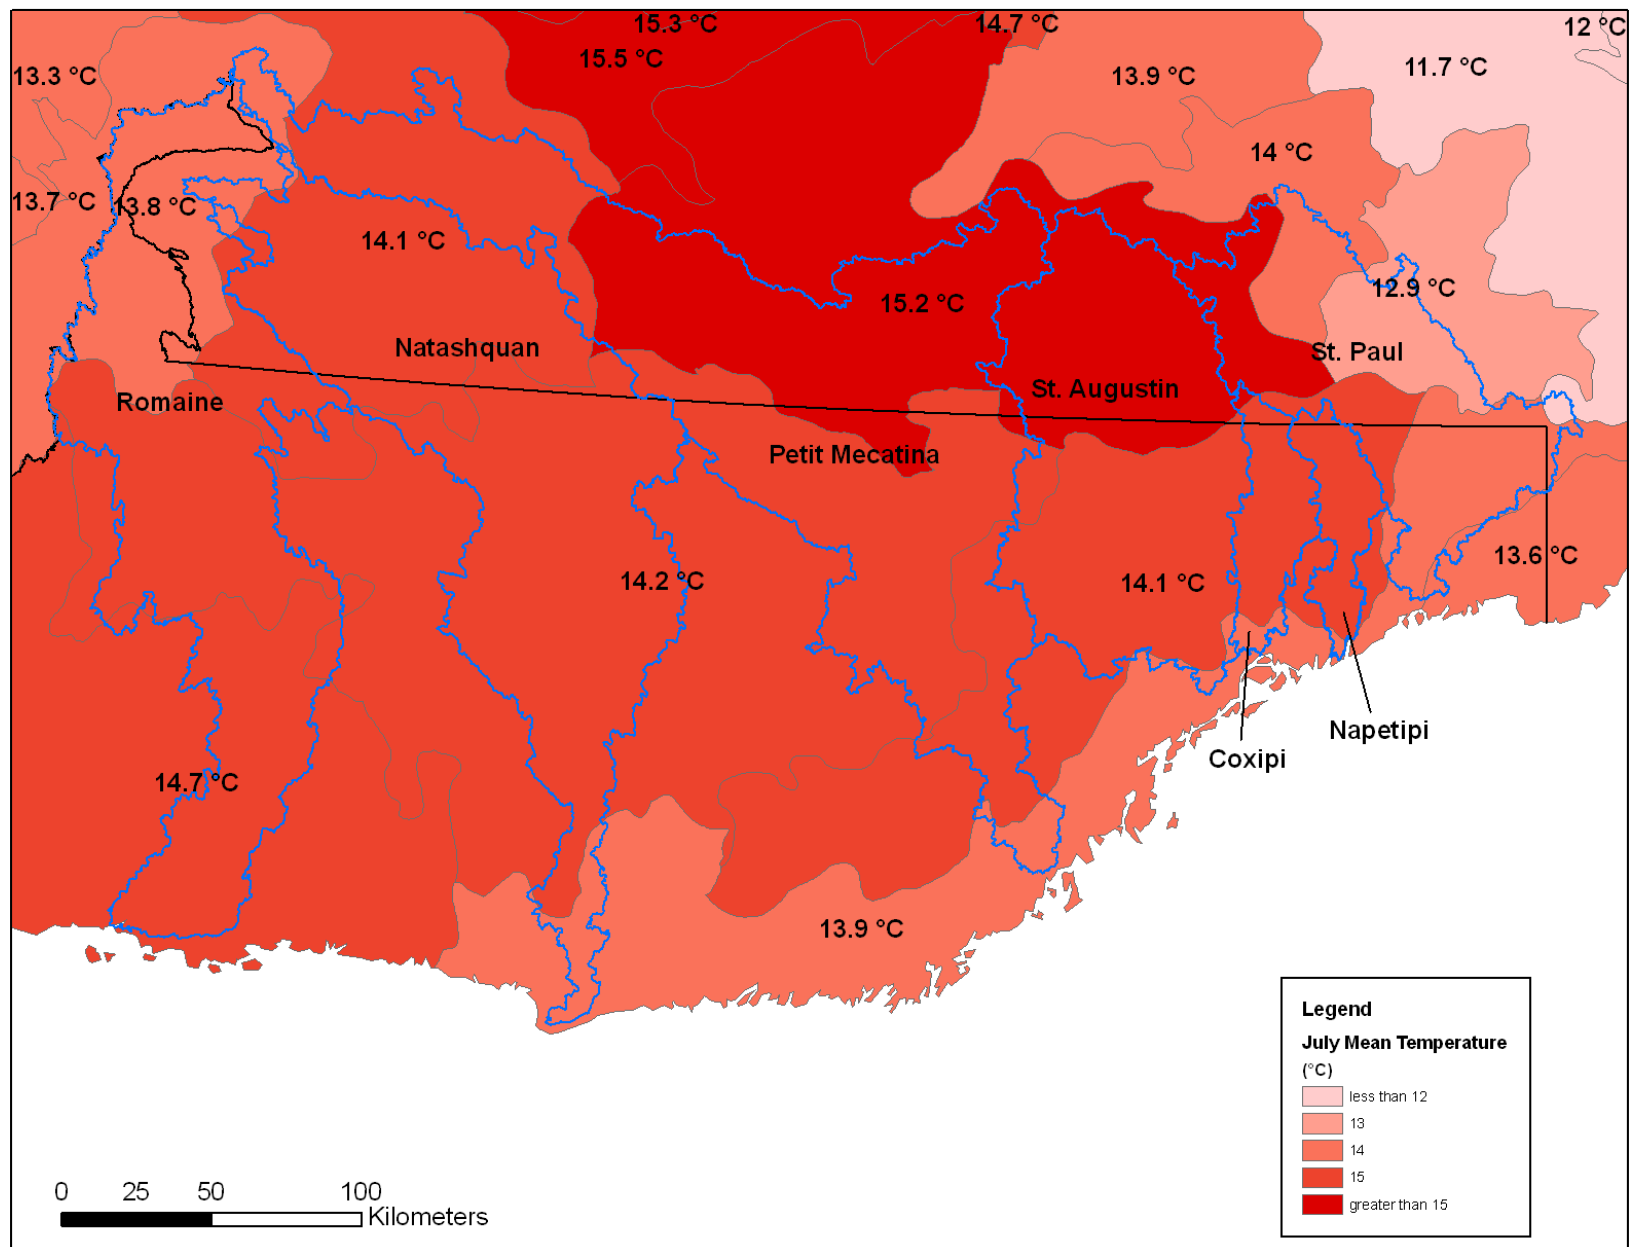 15.3 °C
14.7 °C
12 °C
15.5 °C
13.3 °C
13.9 °C
11.7 °C
14 °C
13.7 °C
13.8 °C
14.1 °C
15.2 °C
12.9 °C
Natashquan
St. Paul
St. Augustin
Romaine
Petit Mecatina
14.2 °C
14.1 °C
13.6 °C
Napetipi
Coxipi
14.7 °C
13.9 °C
Legend
July Mean Temperature
(°C)
less than 12
13
14
15
greater than 15
0 25 50 100
Kilometers